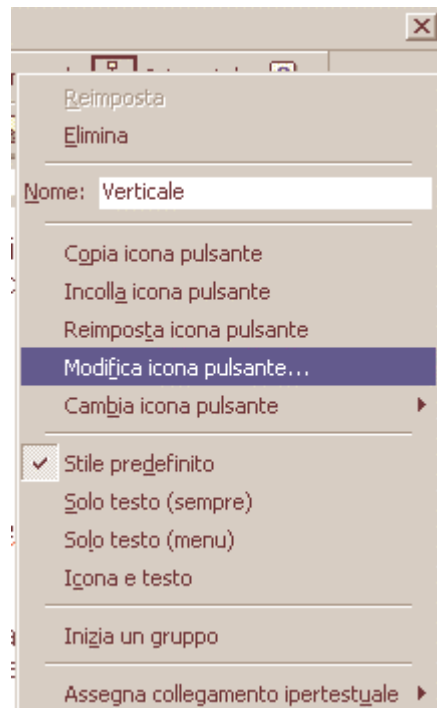 Reimposta
Elimina
Nome: Verticale
Copia icona pulsante
Incolla icona pulsante
Reimposta icona pulsante
Modifica icona pulsante...
Cambia icona pulsante
Stile predefinito
Solo testo (sempre)
Solo testo (menu)
Icona e testo
Inizia un gruppo
Assegna collegamento ipertestuale